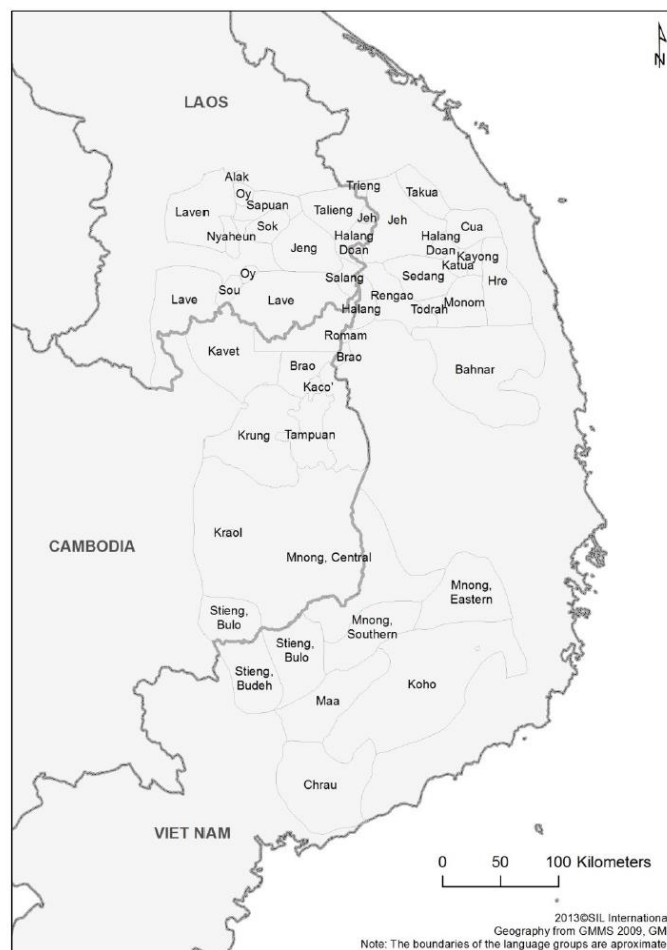 N
LAOS
Alak
Oy
Sapuan
Laven
Sok
Nyaheun
Jeng
Talieng
Trieng
Jeh
Jeh
Takua
Halang
Doan
Halang
Doan
Cua
Kayong
Katua
Sedang
Hre
Oy
Sou
Lave
Lave
Salang
Halang
Rengao
Todrah
Monom
Romam
Kavet
Brao
Brao
Kaco'
Bahnar
Krung
Tampuan
Kraol
CAMBODIA
Mnong, Central
Mnong,
Eastern
Stieng,
Bulo
Mnong,
Southern
Stieng,
Bulo
Stieng,
Budeh
Maa
Koho
Chrau
VIET NAM
0 50 100 Kilometers
2013©SIL Internationa
Geography from GMMS 2009, GM
Note: The boundaries of the language groups are aproximate